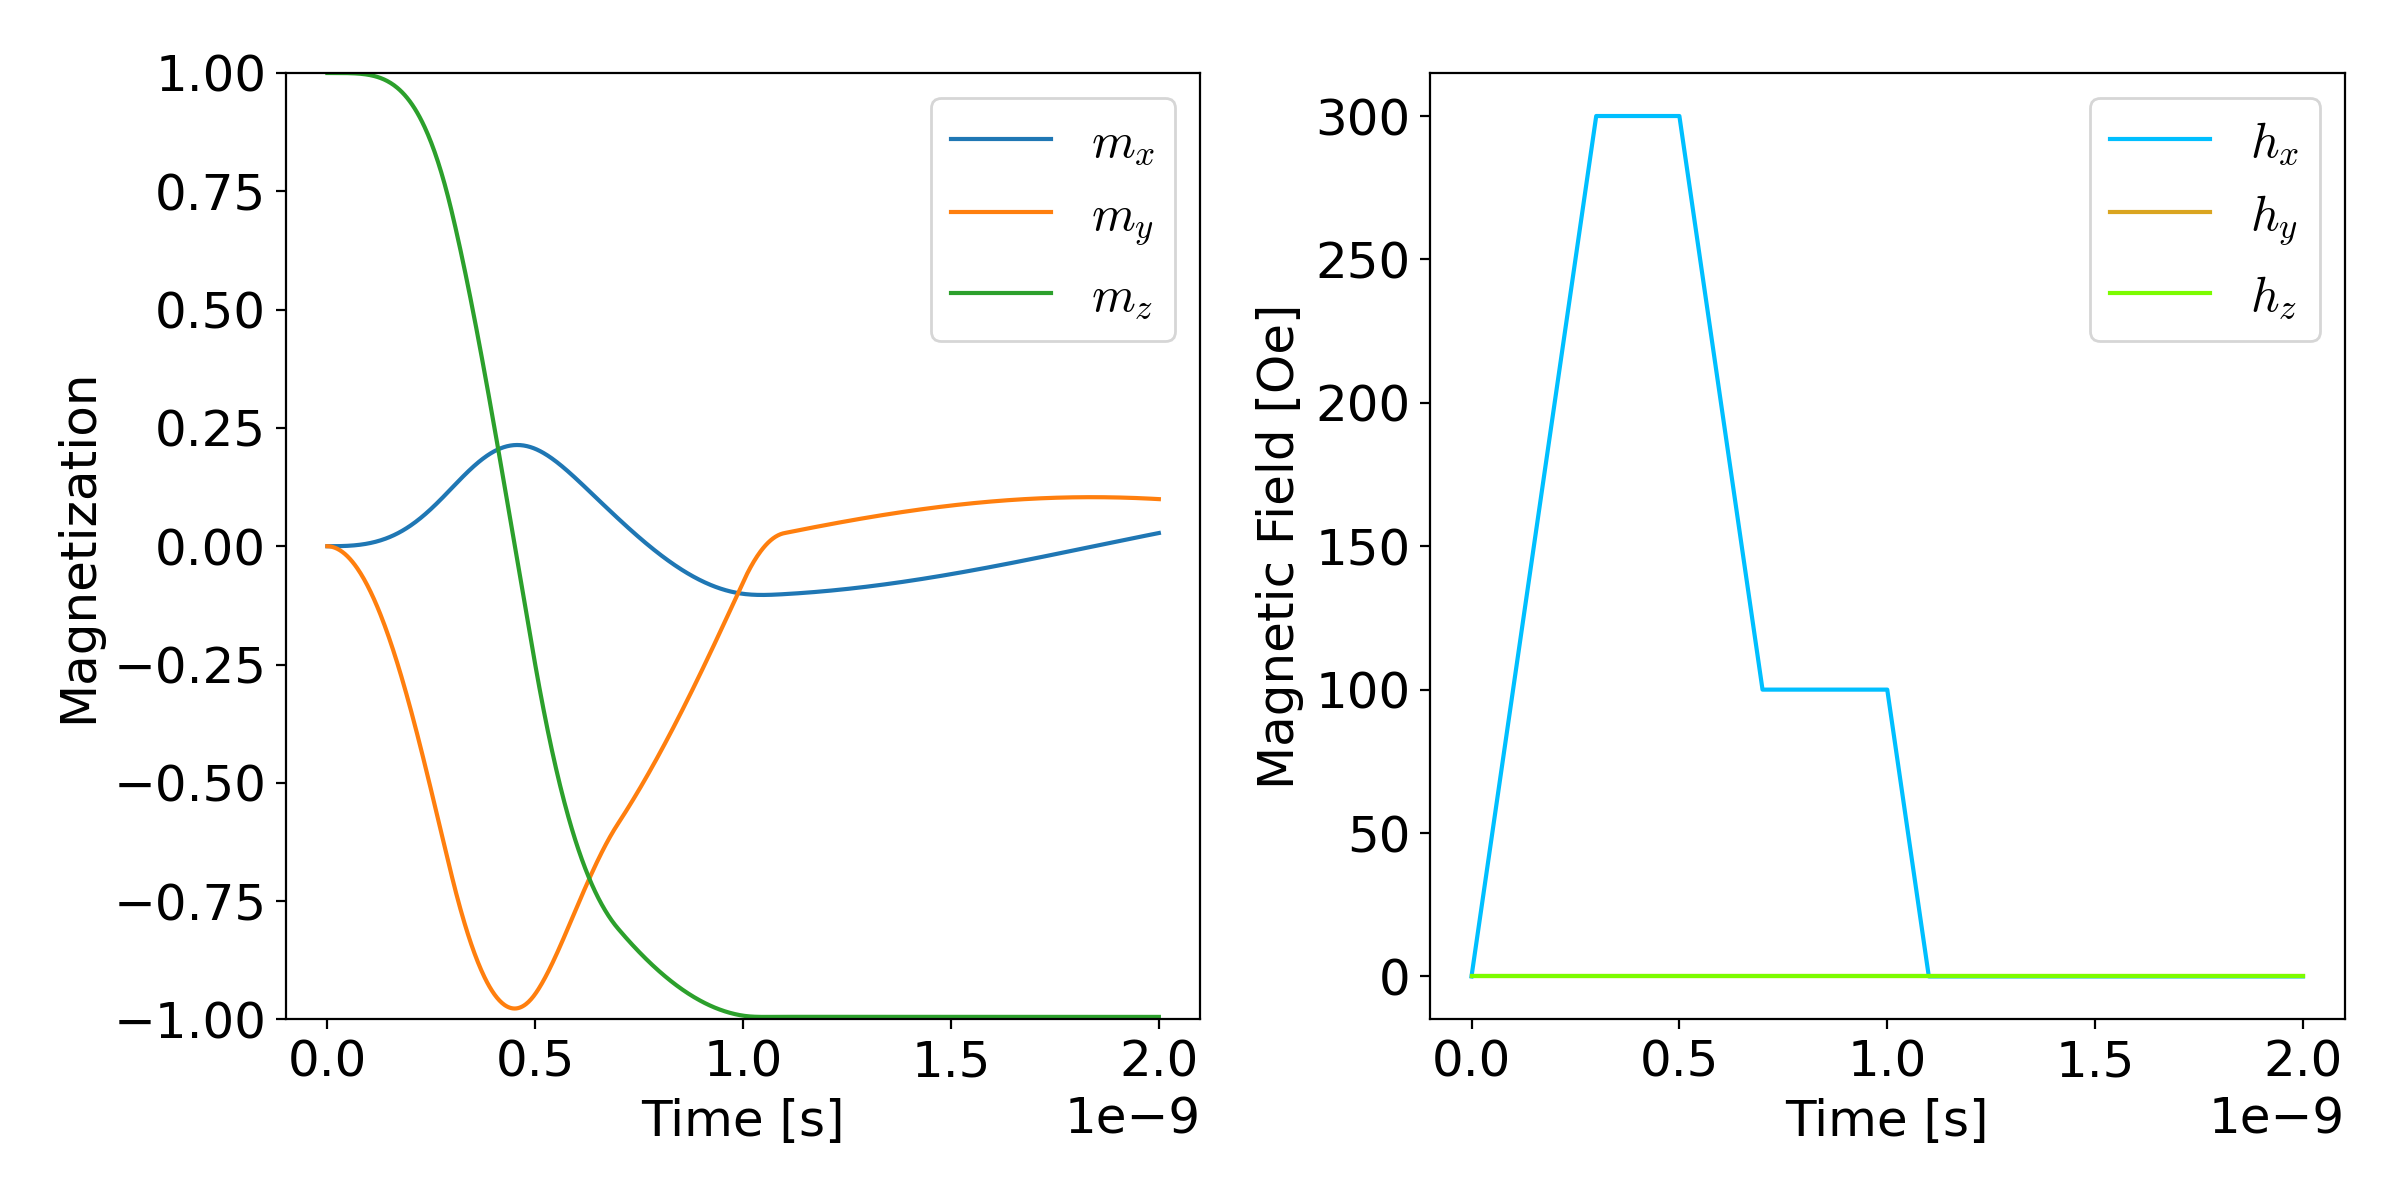 Magnetization
1.00
0.75
0.50
0.25
0.00
−0.25
−0.50
−0.75
−1.00
0.0 0.5 1.0 1.5 2.0
Time [s]
1e−9
m_x
m_y
m_z
Magnetic Field [Oe]
300
250
200
150
100
50
0
0.0 0.5 1.0 1.5 2.0
Time [s]
1e−9
h_x
h_y
h_z